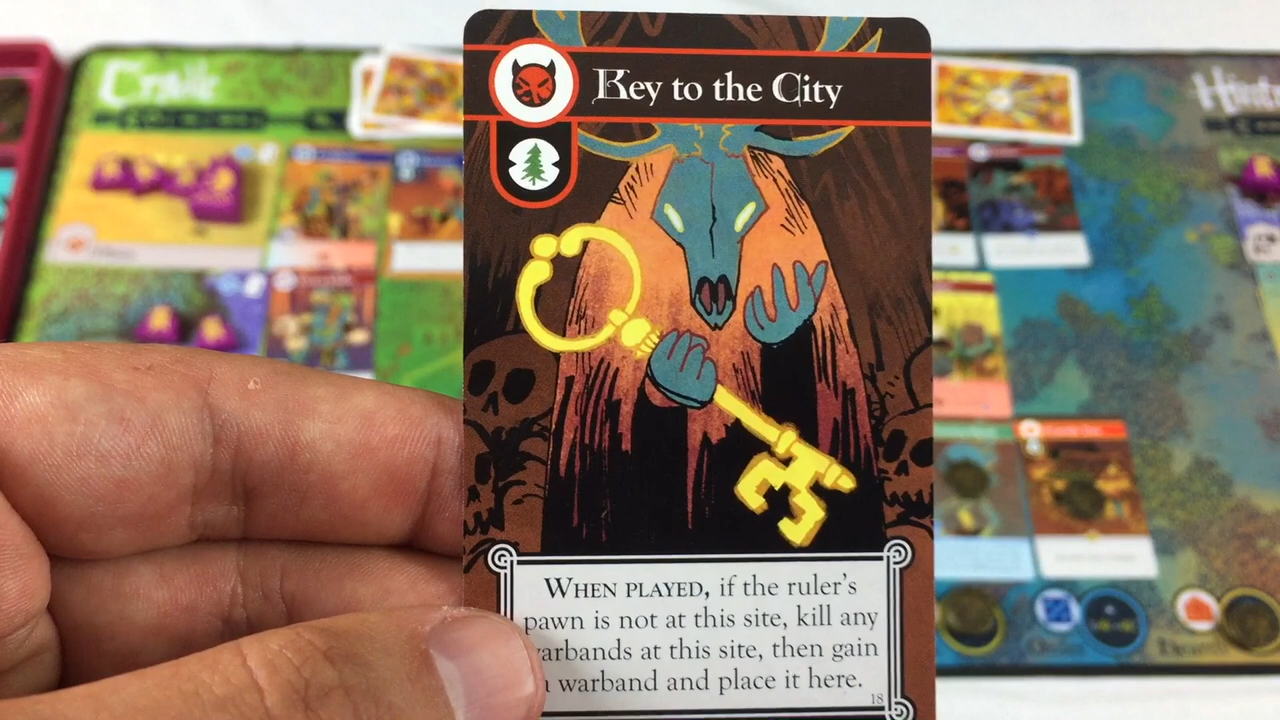 Key to the City
WHEN PLAYED, if the ruler's
pawn is not at this site, kill any
warbands at this site, then gain
a warband and place it here.
18